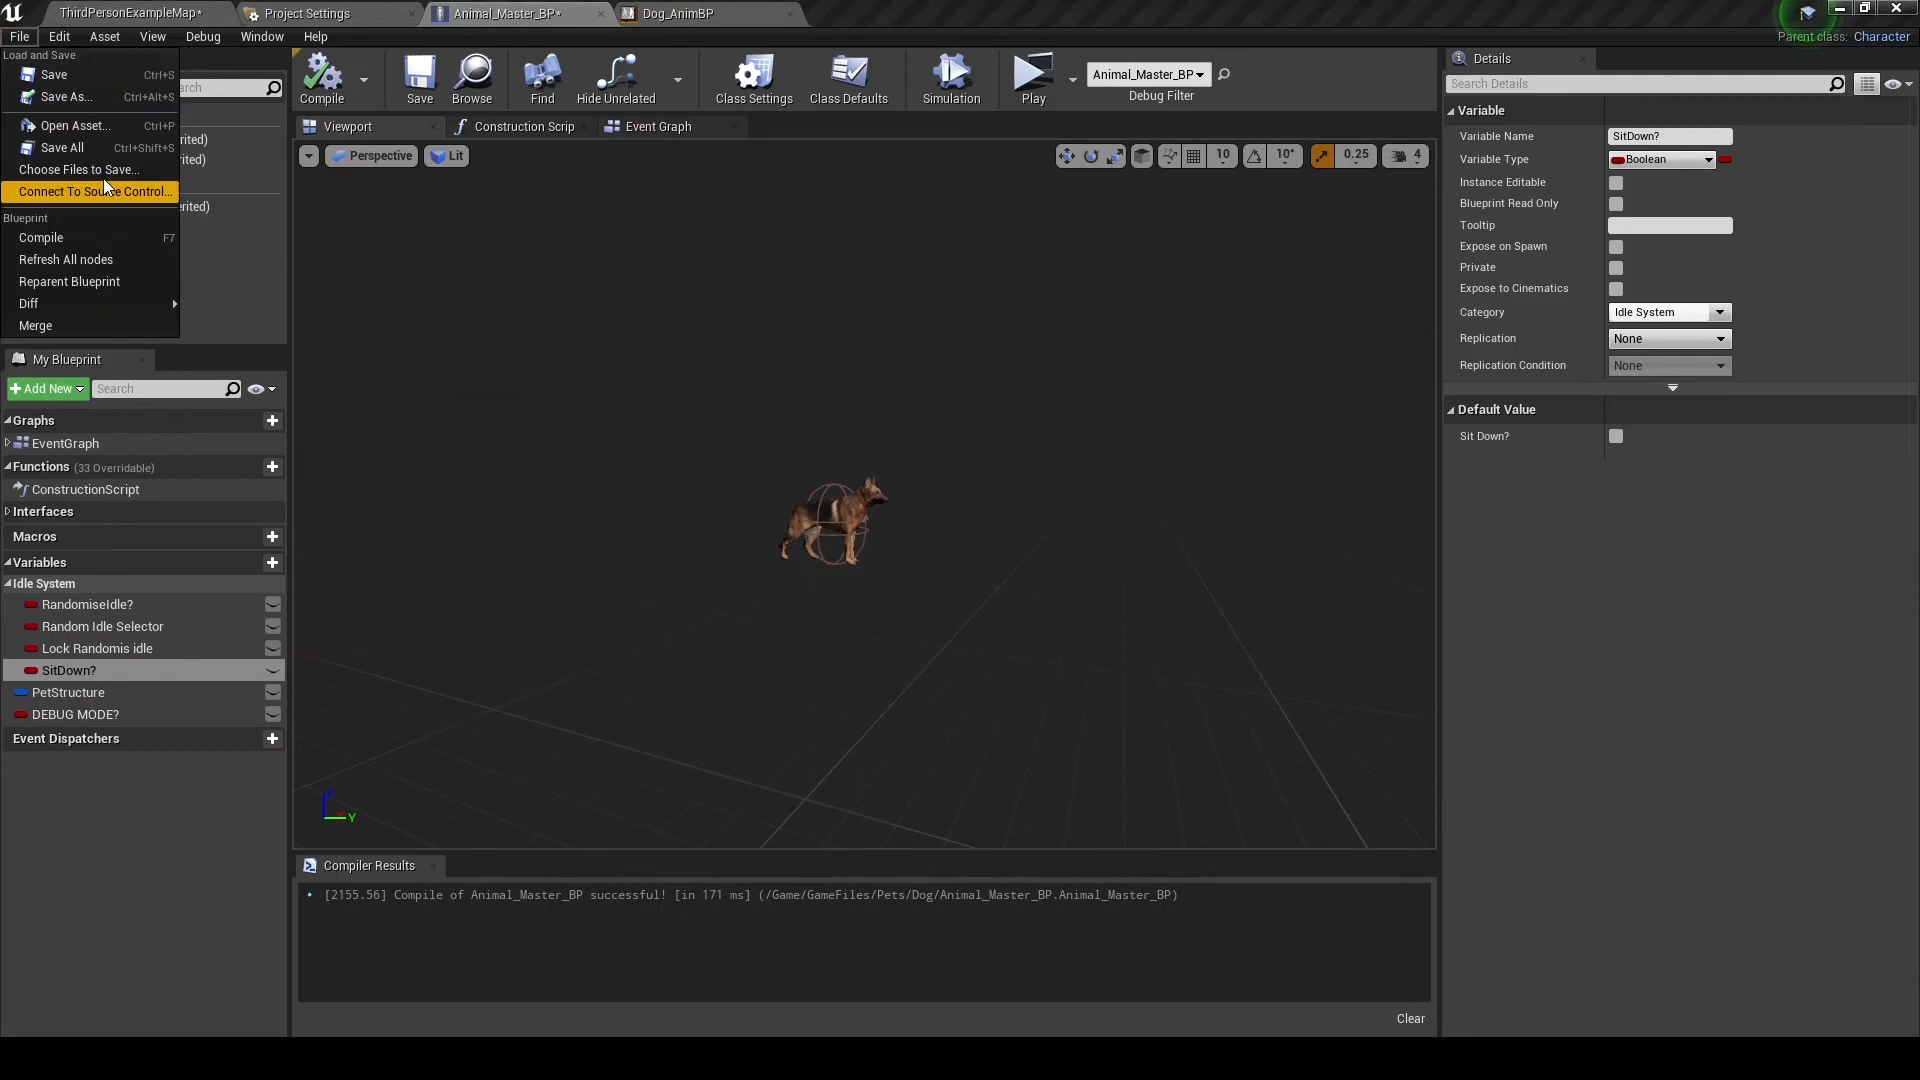 ThirdPersonExampleMap*
Project Settings
Animal_Master_BP*
Dog_AnimBP
File Edit Asset View Debug Window Help
Parent class: Character
Load and Save
Save Ctrl+S
Save As... Ctrl+Alt+S
Open Asset... Ctrl+P
Save All Ctrl+Shift+S
Choose Files to Save...
Connect To Source Control...
Blueprint
Compile F7
Refresh All nodes
Reparent Blueprint
Diff
Merge
arch
rited)
rited)
erited)
Compile
Save
Browse
Find
Hide Unrelated
Class Settings
Class Defaults
Simulation
Play
Animal_Master_BP
Debug Filter
Viewport
Construction Scrip
Event Graph
Perspective
Lit
10
10°
0.25
4
Y
My Blueprint
Add New
Search
Graphs
EventGraph
Functions (33 Overridable)
ConstructionScript
Interfaces
Macros
Variables
Idle System
RandomiseIdle?
Random Idle Selector
Lock Randomis idle
SitDown?
PetStructure
DEBUG MODE?
Event Dispatchers
Compiler Results
[2155.56] Compile of Animal_Master_BP successful! [in 171 ms] (/Game/GameFiles/Pets/Dog/Animal_Master_BP.Animal_Master_BP)
Clear
Details
Search Details
Variable
Variable Name SitDown?
Variable Type Boolean
Instance Editable
Blueprint Read Only
Tooltip
Expose on Spawn
Private
Expose to Cinematics
Category Idle System
Replication None
Replication Condition None
Default Value
Sit Down?